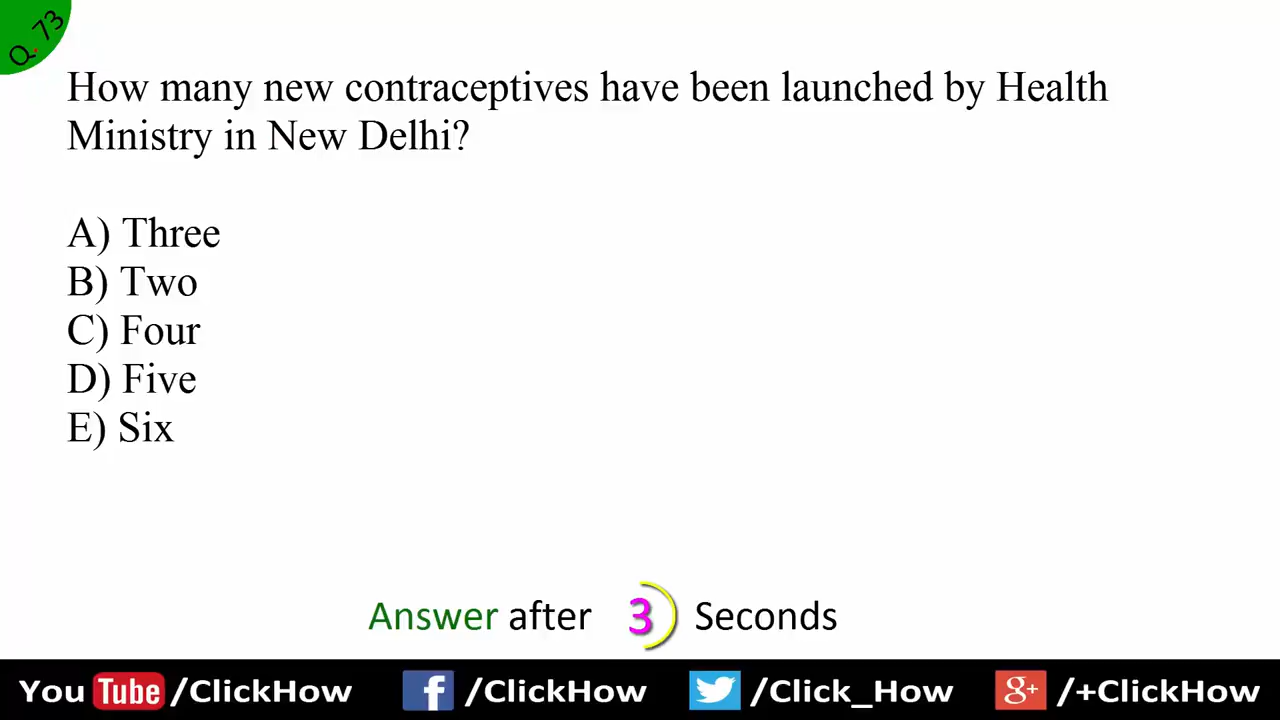 Q. 73
How many new contraceptives have been launched by Health
Ministry in New Delhi?
A) Three
B) Two
C) Four
D) Five
E) Six
Answer after 3 Seconds
You Tube /ClickHow f /ClickHow /Click_How g+ /+ClickHow